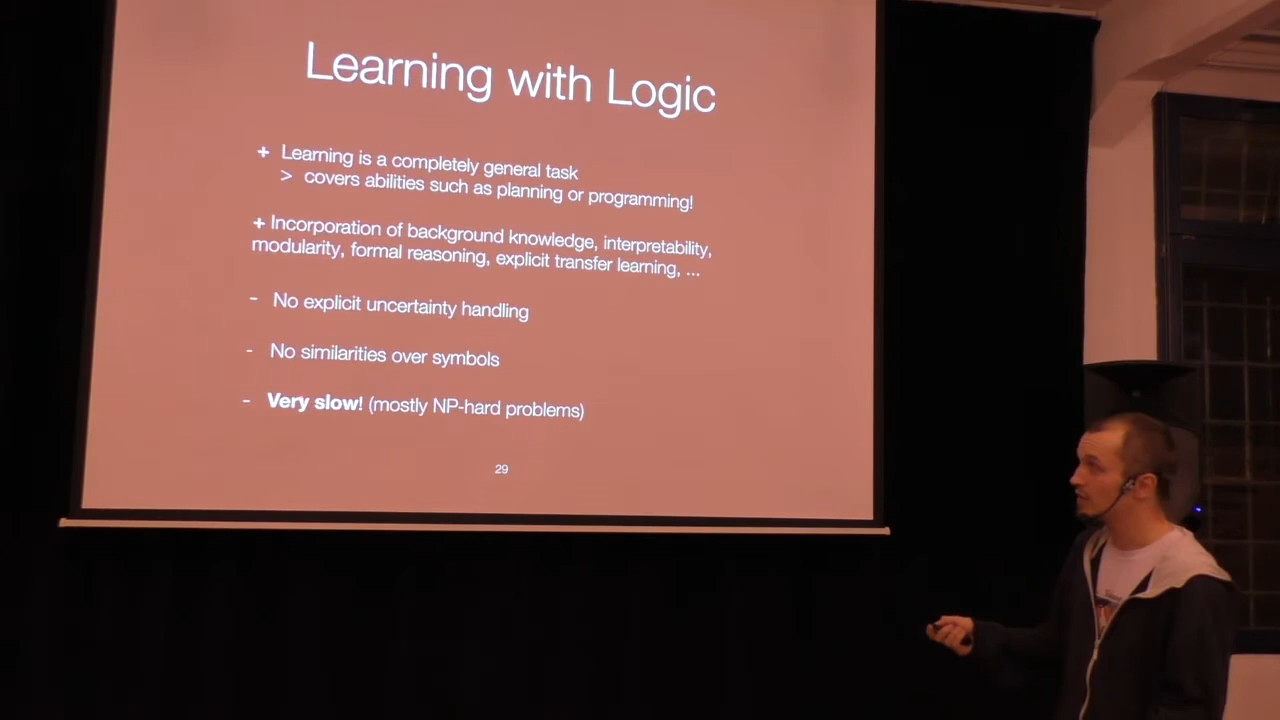 Learning with Logic
+ Learning is a completely general task
> covers abilities such as planning or programming!
+ Incorporation of background knowledge, interpretability,
modularity, formal reasoning, explicit transfer learning, ...
- No explicit uncertainty handling
- No similarities over symbols
- Very slow! (mostly NP-hard problems)
29